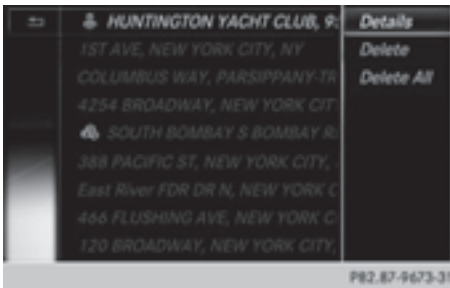 HUNTINGTON YACHT CLUB, 9:
1ST AVE, NEW YORK CITY, NY
COLUMBUS WAY, PARSIPPANY-TR
4254 BROADWAY, NEW YORK CIT
SOUTH BOMBAY S BOMBAY R
388 PACIFIC ST, NEW YORK CITY,
East River FDR DR N, NEW YORK C
466 FLUSHING AVE, NEW YORK C
120 BROADWAY, NEW YORK CITY,
Details
Delete
Delete All
P82.87-9673-31